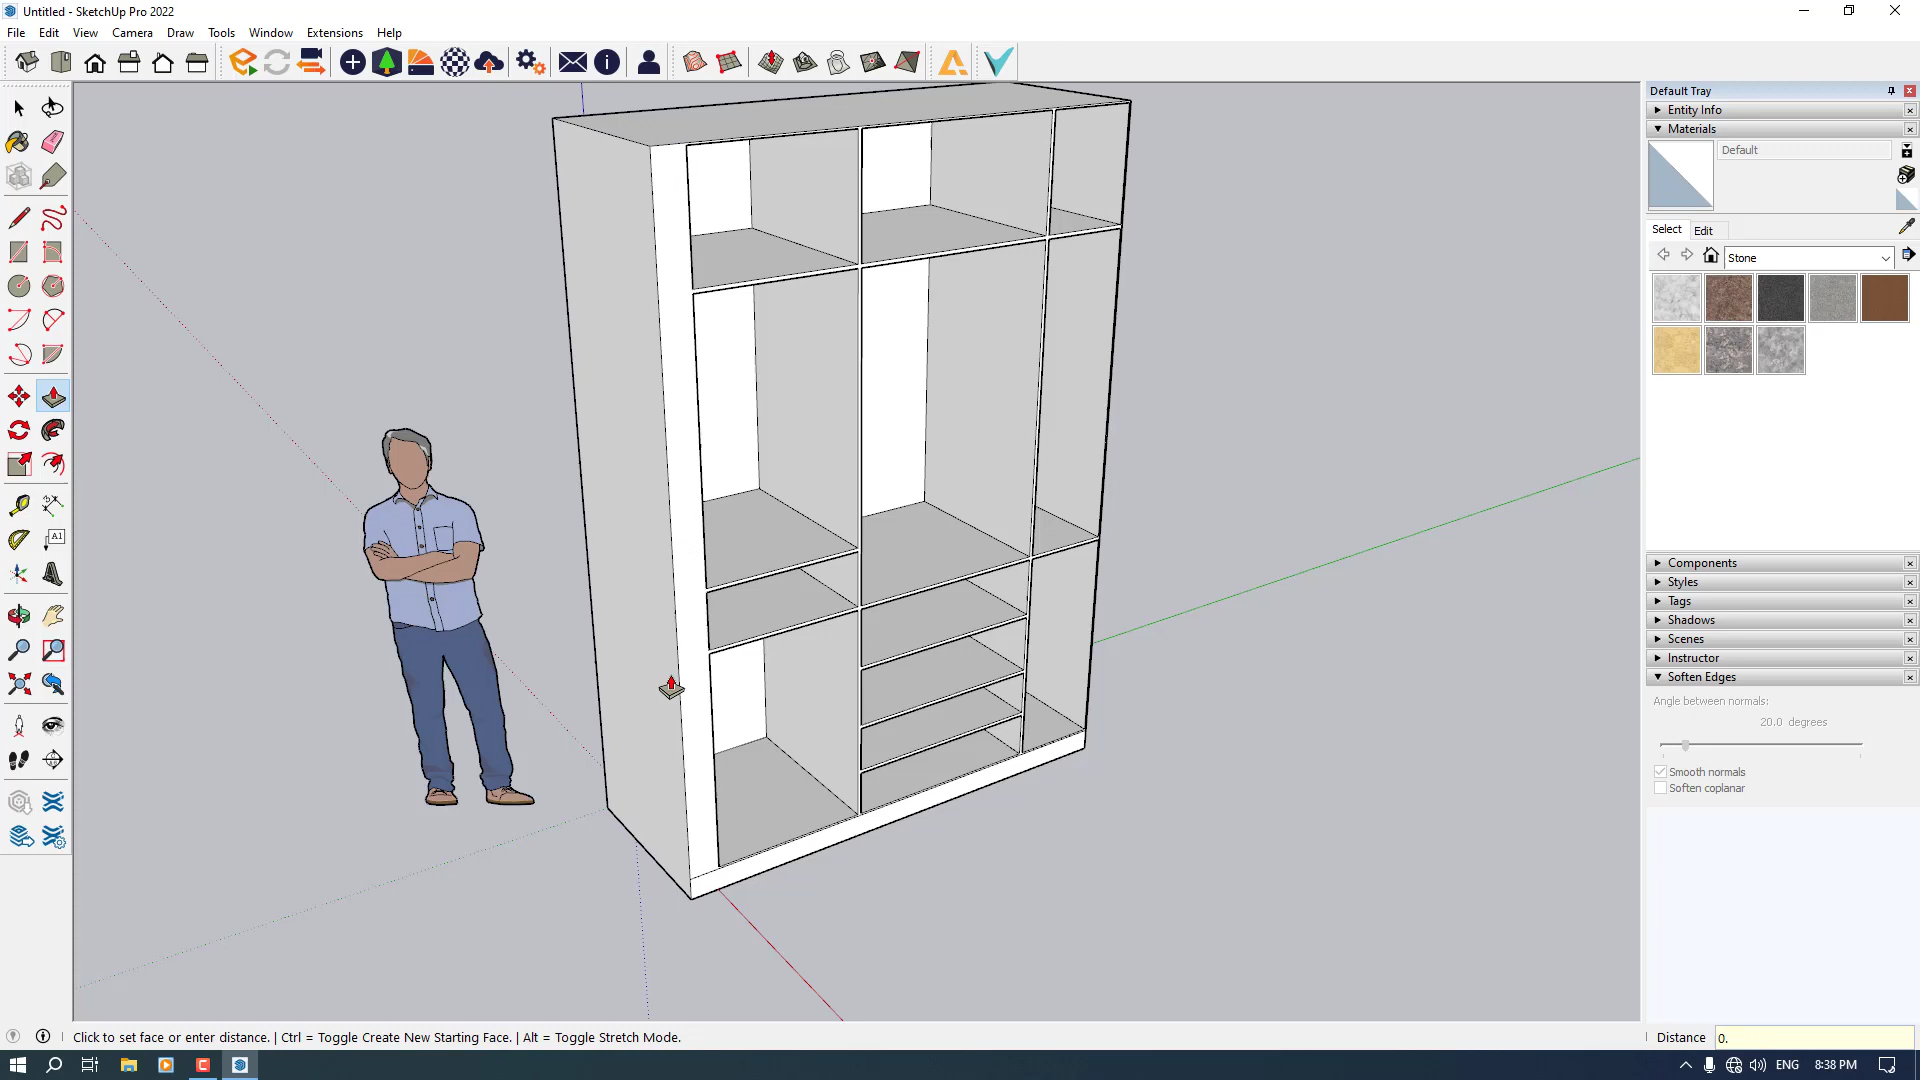 Untitled - SketchUp Pro 2022
File Edit View Camera Draw Tools Window Extensions Help
Default Tray
Entity Info
Materials
Default
Select Edit
Stone
A1
Components
Styles
Tags
Shadows
Scenes
Instructor
Soften Edges
Angle between normals:
20.0 degrees
Smooth normals
Soften coplanar
Click to set face or enter distance. | Ctrl = Toggle Create New Starting Face. | Alt = Toggle Stretch Mode.
Distance 0.
ENG 8:38 PM